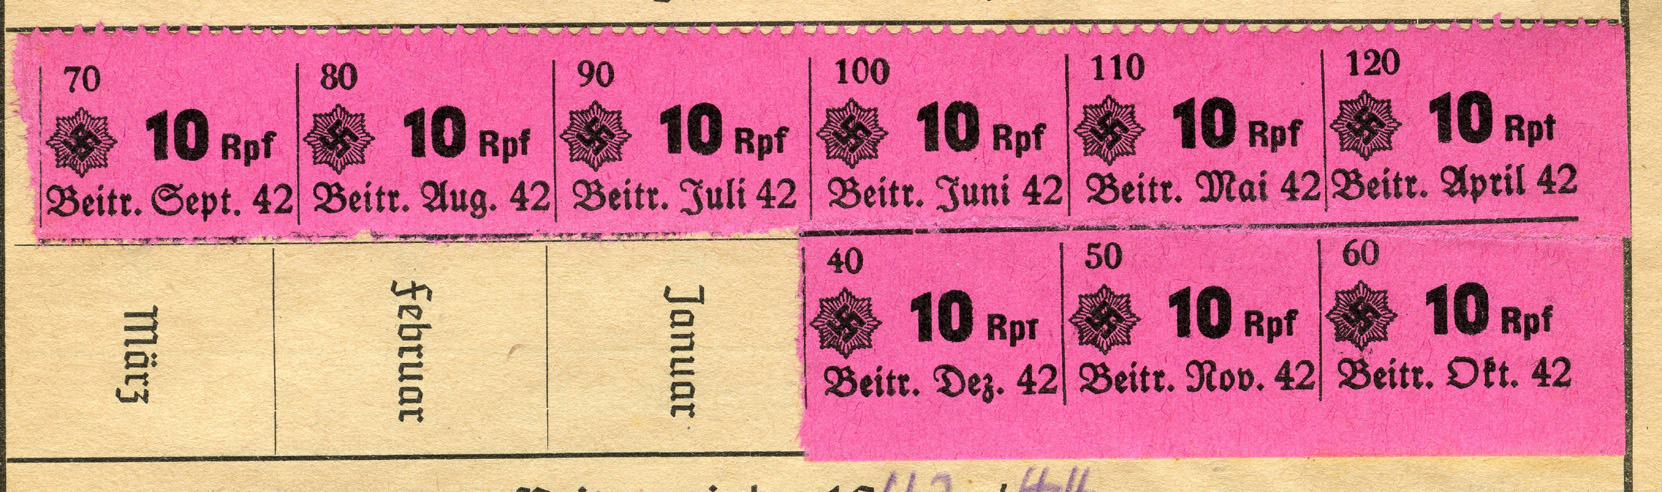 70 80 90 100 110 120
10 Rpf 10 Rpf 10 Rpf 10 Rpf 10 Rpf 10 Rpf
Beitr. Sept. 42 Beitr. Aug. 42 Beitr. Juli 42 Beitr. Juni 42 Beitr. Mai 42 Beitr. April 42
40 50 60
10 Rpf 10 Rpf 10 Rpf
Beitr. Dez. 42 Beitr. Nov. 42 Beitr. Okt. 42
März
Februar
Januar